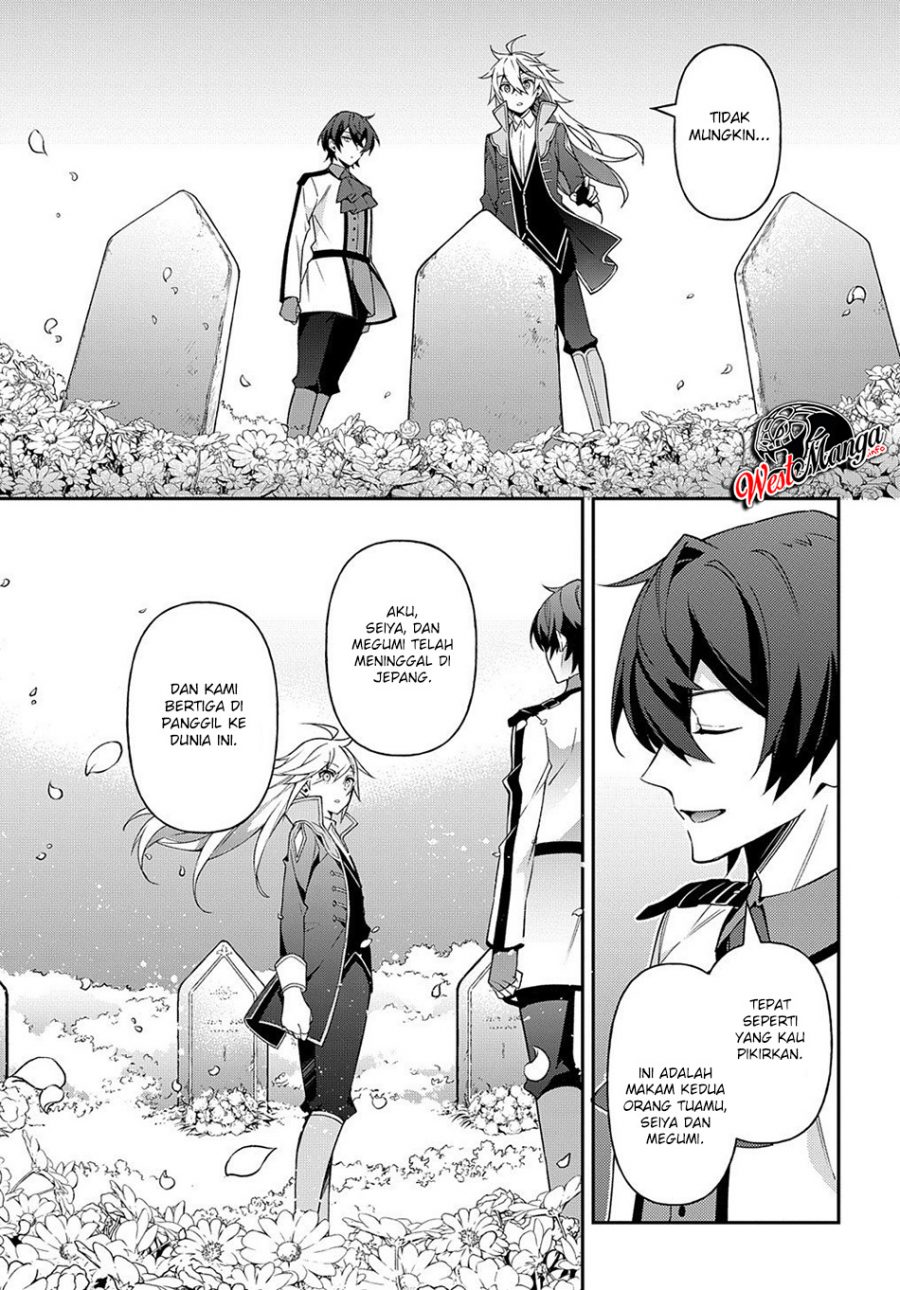 TIDAK
MUNGKIN...
WestManga
.info
TEPAT
SEPERTI
YANG KAU
PIKIRKAN.
INI ADALAH
MAKAM KEDUA
ORANG TUAMU,
SEIYA DAN
MEGUMI.
AKU,
SEIYA, DAN
MEGUMI TELAH
MENINGGAL DI
JEPANG.
DAN KAMI
BERTIGA DI
PANGGIL KE
DUNIA INI.